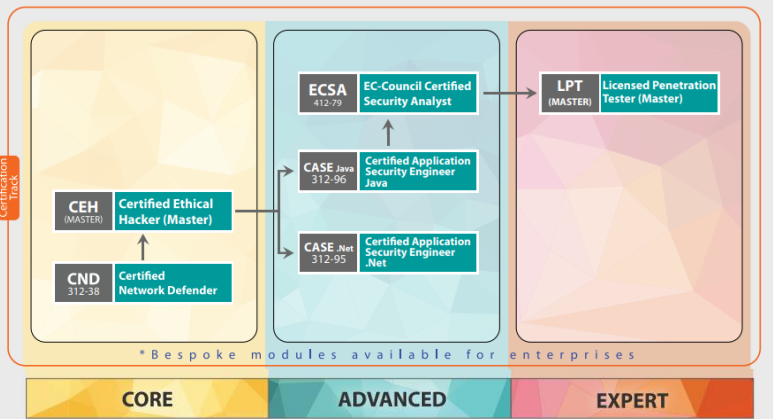 Certification
Track
ECSA
412-79
EC-Council Certified
Security Analyst
LPT
(MASTER)
Licensed Penetration
Tester (Master)
CASE Java
312-96
Certified Application
Security Engineer
Java
CEH
(MASTER)
Certified Ethical
Hacker (Master)
CASE .Net
312-95
Certified Application
Security Engineer
.Net
CND
312-38
Certified
Network Defender
*Bespoke modules available for enterprises
CORE
ADVANCED
EXPERT